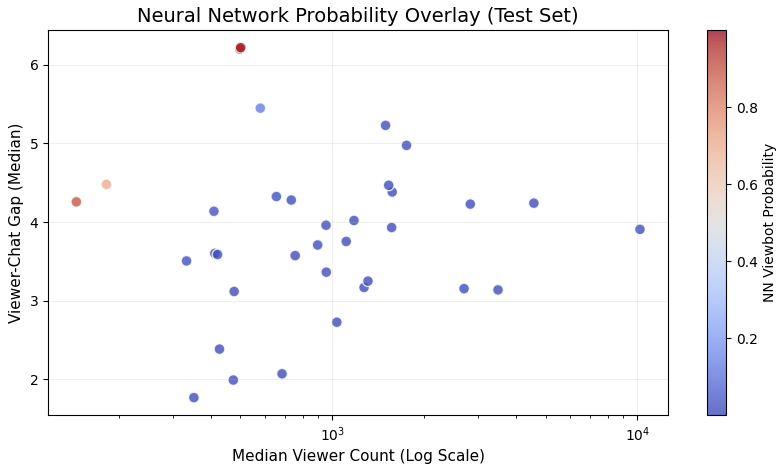 Neural Network Probability Overlay (Test Set)
6
5
4
3
2
Viewer-Chat Gap (Median)
10³
10⁴
Median Viewer Count (Log Scale)
0.8
0.6
0.4
0.2
NN Viewbot Probability